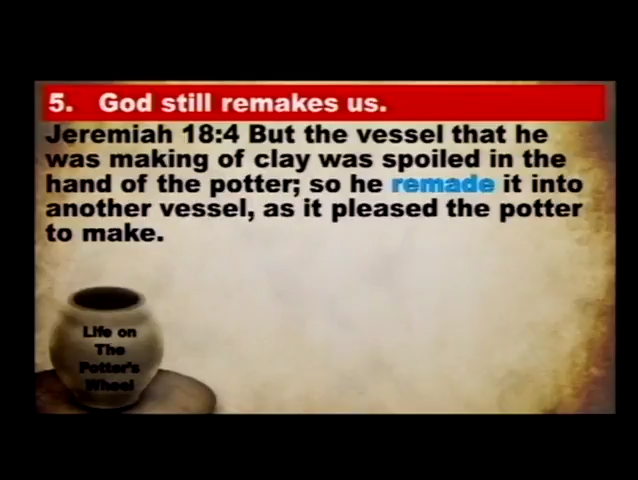 5. God still remakes us.
Jeremiah 18:4 But the vessel that he
was making of clay was spoiled in the
hand of the potter; so he remade it into
another vessel, as it pleased the potter
to make.
Life on
The
Potter's
Wheel